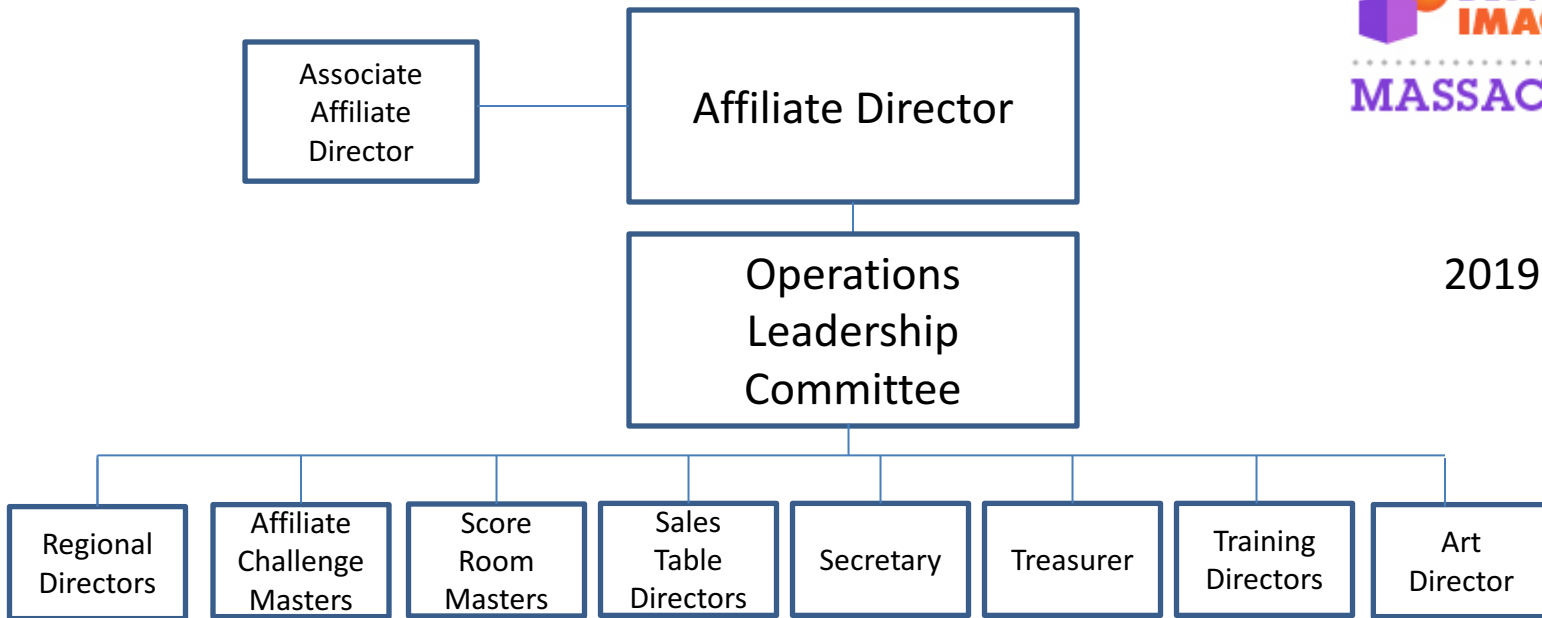 IMAG
MASSAC
Associate
Affiliate
Director
Affiliate Director
2019
Operations
Leadership
Committee
Regional
Directors
Affiliate
Challenge
Masters
Score
Room
Masters
Sales
Table
Directors
Secretary
Treasurer
Training
Directors
Art
Director